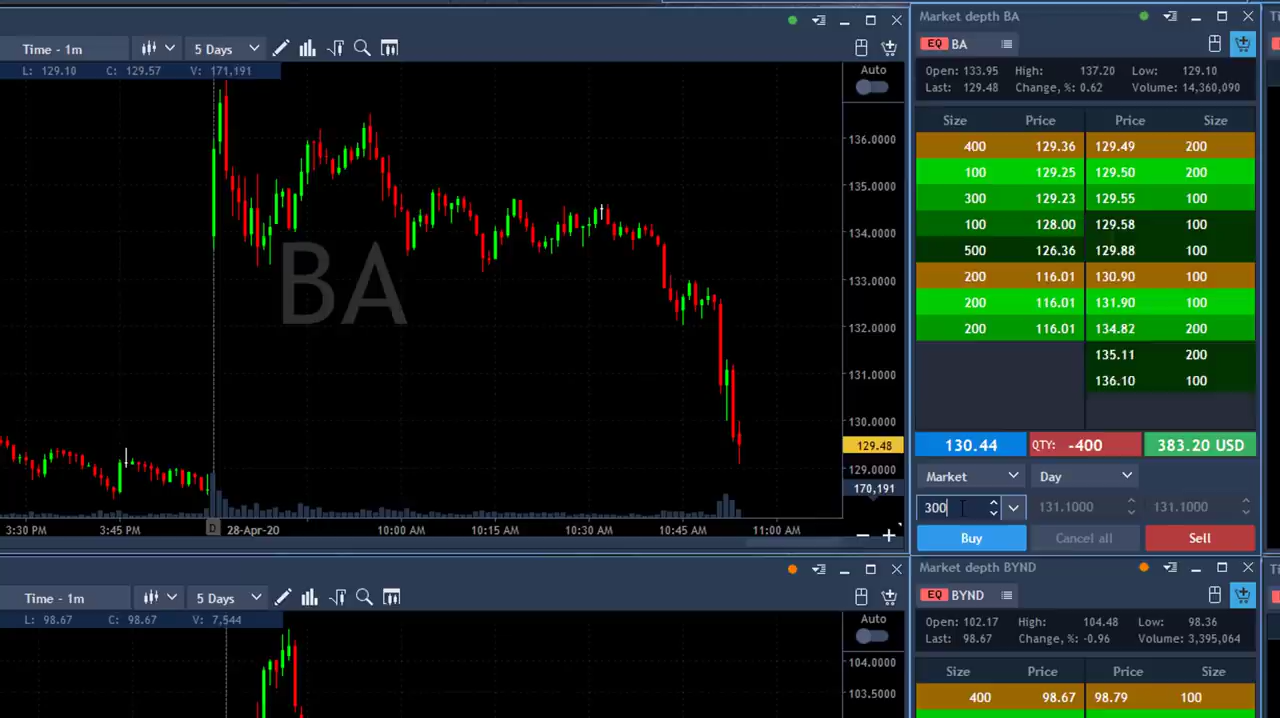 Time - 1m 5 Days
L: 129.10 C: 129.57 V: 171,191
Auto
136.0000
135.0000
134.0000
133.0000
132.0000
131.0000
130.0000
129.48
129.0000
170,191
BA
3:30 PM 3:45 PM D 28-Apr-20 10:00 AM 10:15 AM 10:30 AM 10:45 AM 11:00 AM
Market depth BA
EQ BA
Open: 133.95 High: 137.20 Low: 129.10
Last: 129.48 Change, %: 0.62 Volume: 14,360,090
Size Price Price Size
400 129.36 129.49 200
100 129.25 129.50 200
300 129.23 129.55 100
100 128.00 129.58 100
500 126.36 129.88 100
200 116.01 130.90 100
200 116.01 131.90 100
200 116.01 134.82 200
135.11 200
136.10 100
130.44 QTY: -400 383.20 USD
Market Day
300 131.1000 131.1000
Buy Cancel all Sell
Time - 1m 5 Days
L: 98.67 C: 98.67 V: 7,544
Auto
104.0000
103.5000
Market depth BYND
EQ BYND
Open: 102.17 High: 104.48 Low: 98.36
Last: 98.67 Change, %: -0.96 Volume: 3,395,064
Size Price Price Size
400 98.67 98.79 100